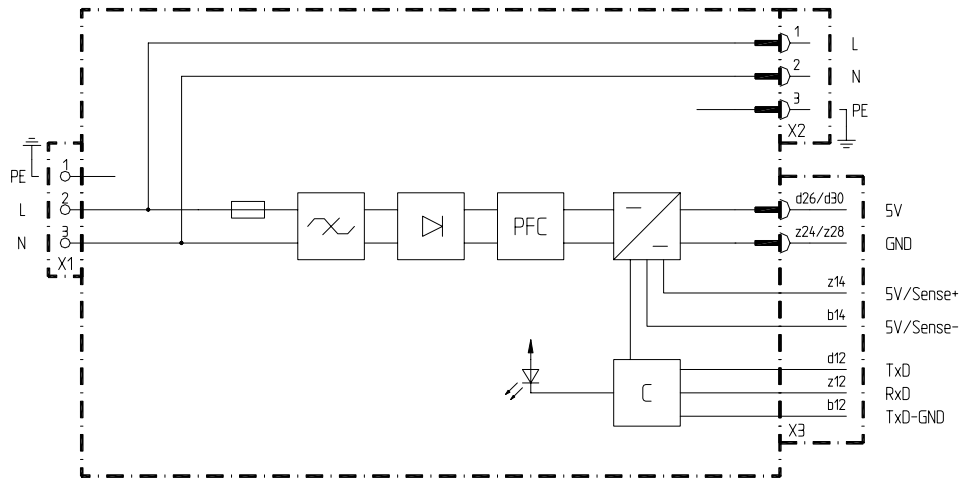 1 L
2 N
3 PE
X2
PE 1
L 2
N 3
X1
PFC
d26/d30 5V
z24/z28 GND
z14 5V/Sense+
b14 5V/Sense-
d12 TxD
C z12 RxD
b12 TxD-GND
X3